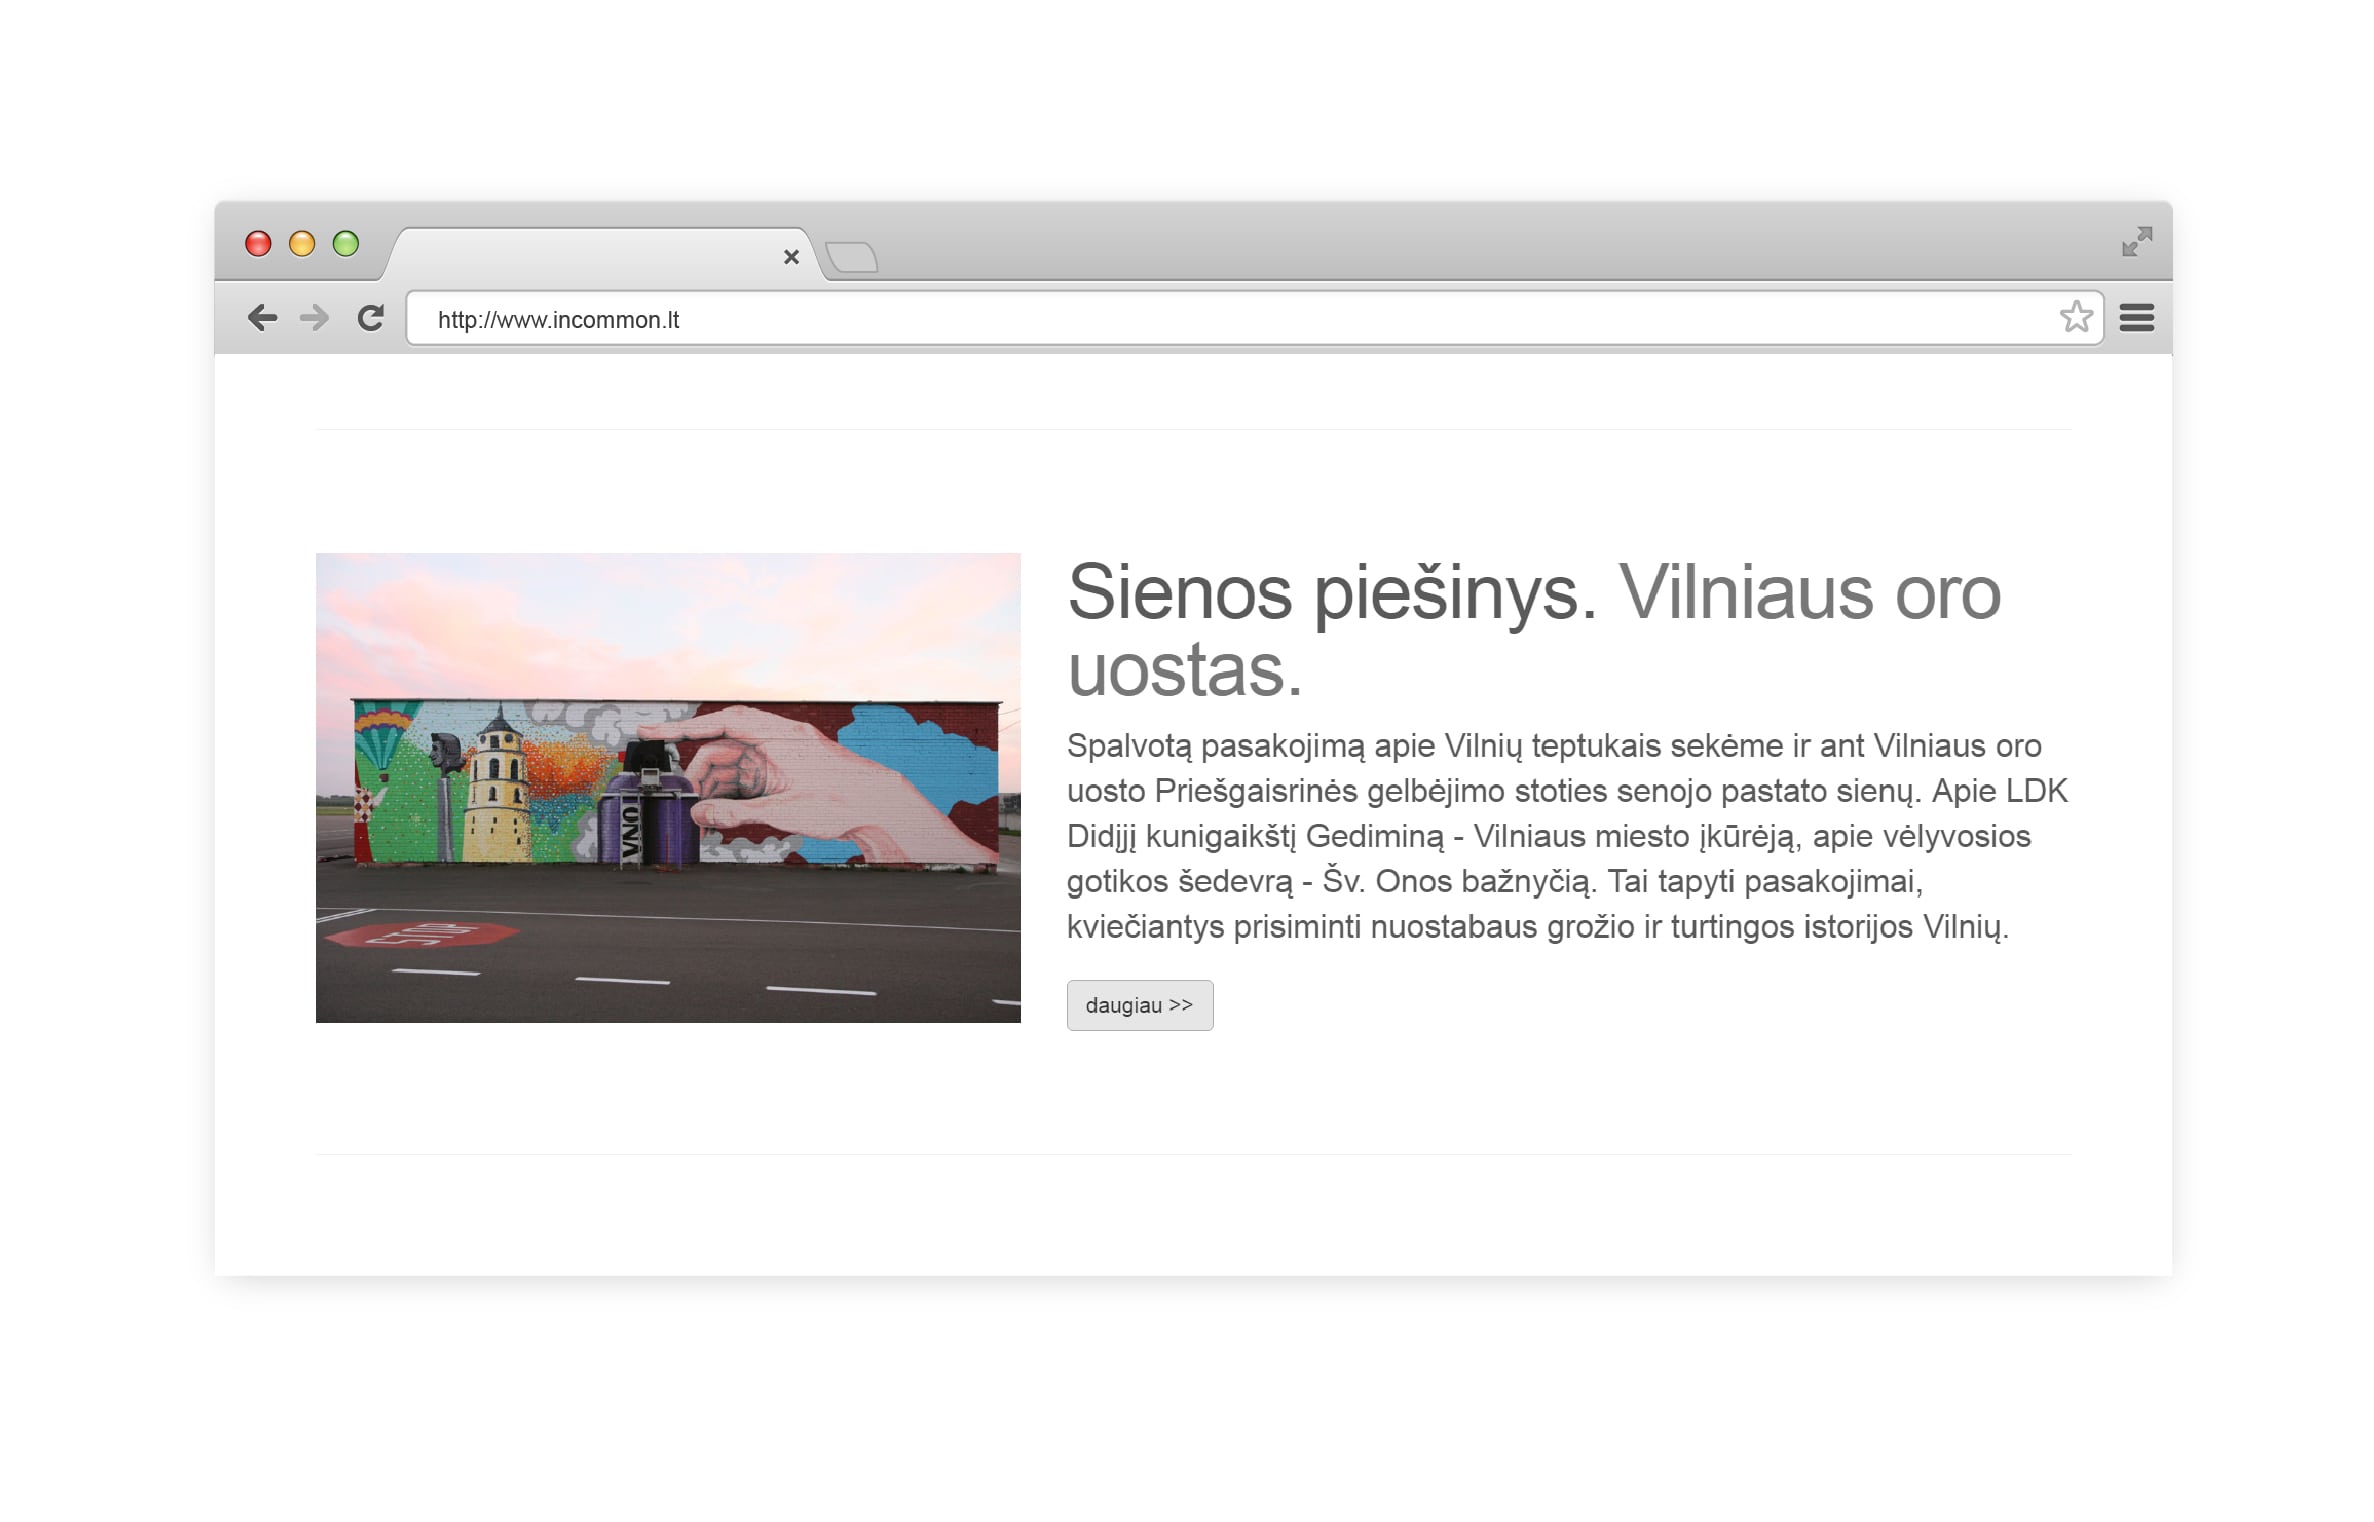 http://www.incommon.lt
Sienos piešinys. Vilniaus oro
uostas.
Spalvotą pasakojimą apie Vilnių teptukais sekėme ir ant Vilniaus oro
uosto Priešgaisrinės gelbėjimo stoties senojo pastato sienų. Apie LDK
Didįjį kunigaikštį Gediminą - Vilniaus miesto įkūrėją, apie vėlyvosios
gotikos šedevrą - Šv. Onos bažnyčią. Tai tapyti pasakojimai,
kviečiantys prisiminti nuostabaus grožio ir turtingos istorijos Vilnių.
daugiau >>
VNO
STOP